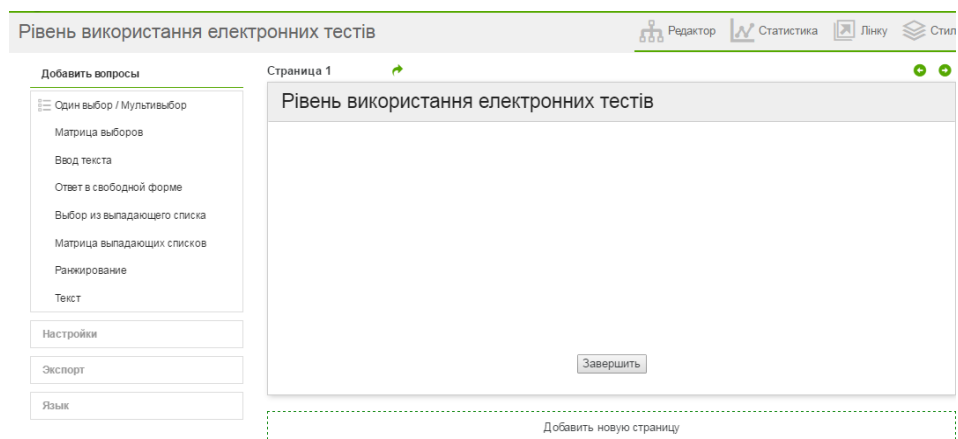 Рівень використання електронних тестів
Редактор
Статистика
Лінку
Стил
Добавить вопросы
Один выбор / Мультивыбор
Матрица выборов
Ввод текста
Ответ в свободной форме
Выбор из выпадающего списка
Матрица выпадающих списков
Ранжирование
Текст
Настройки
Экспорт
Язык
Страница 1
Рівень використання електронних тестів
Завершить
Добавить новую страницу